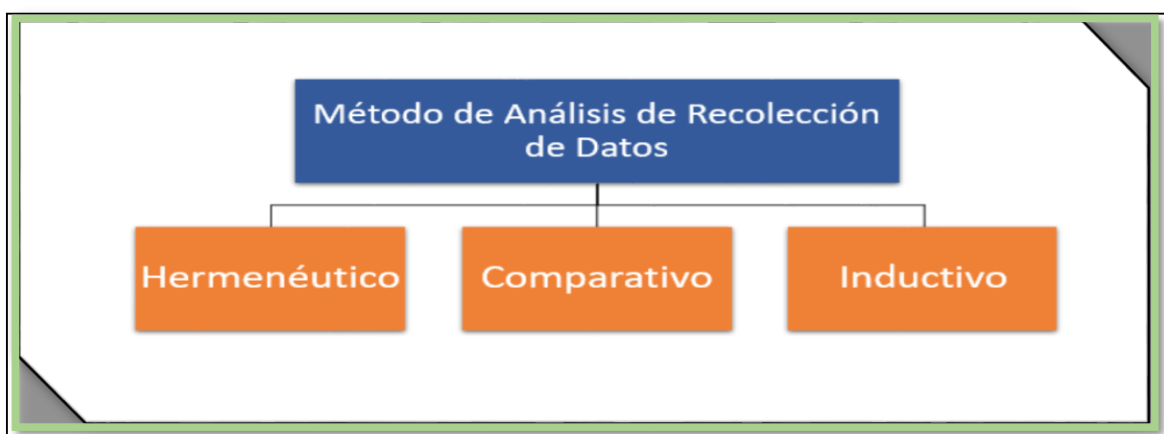 Método de Análisis de Recolección
de Datos
Hermenéutico
Comparativo
Inductivo